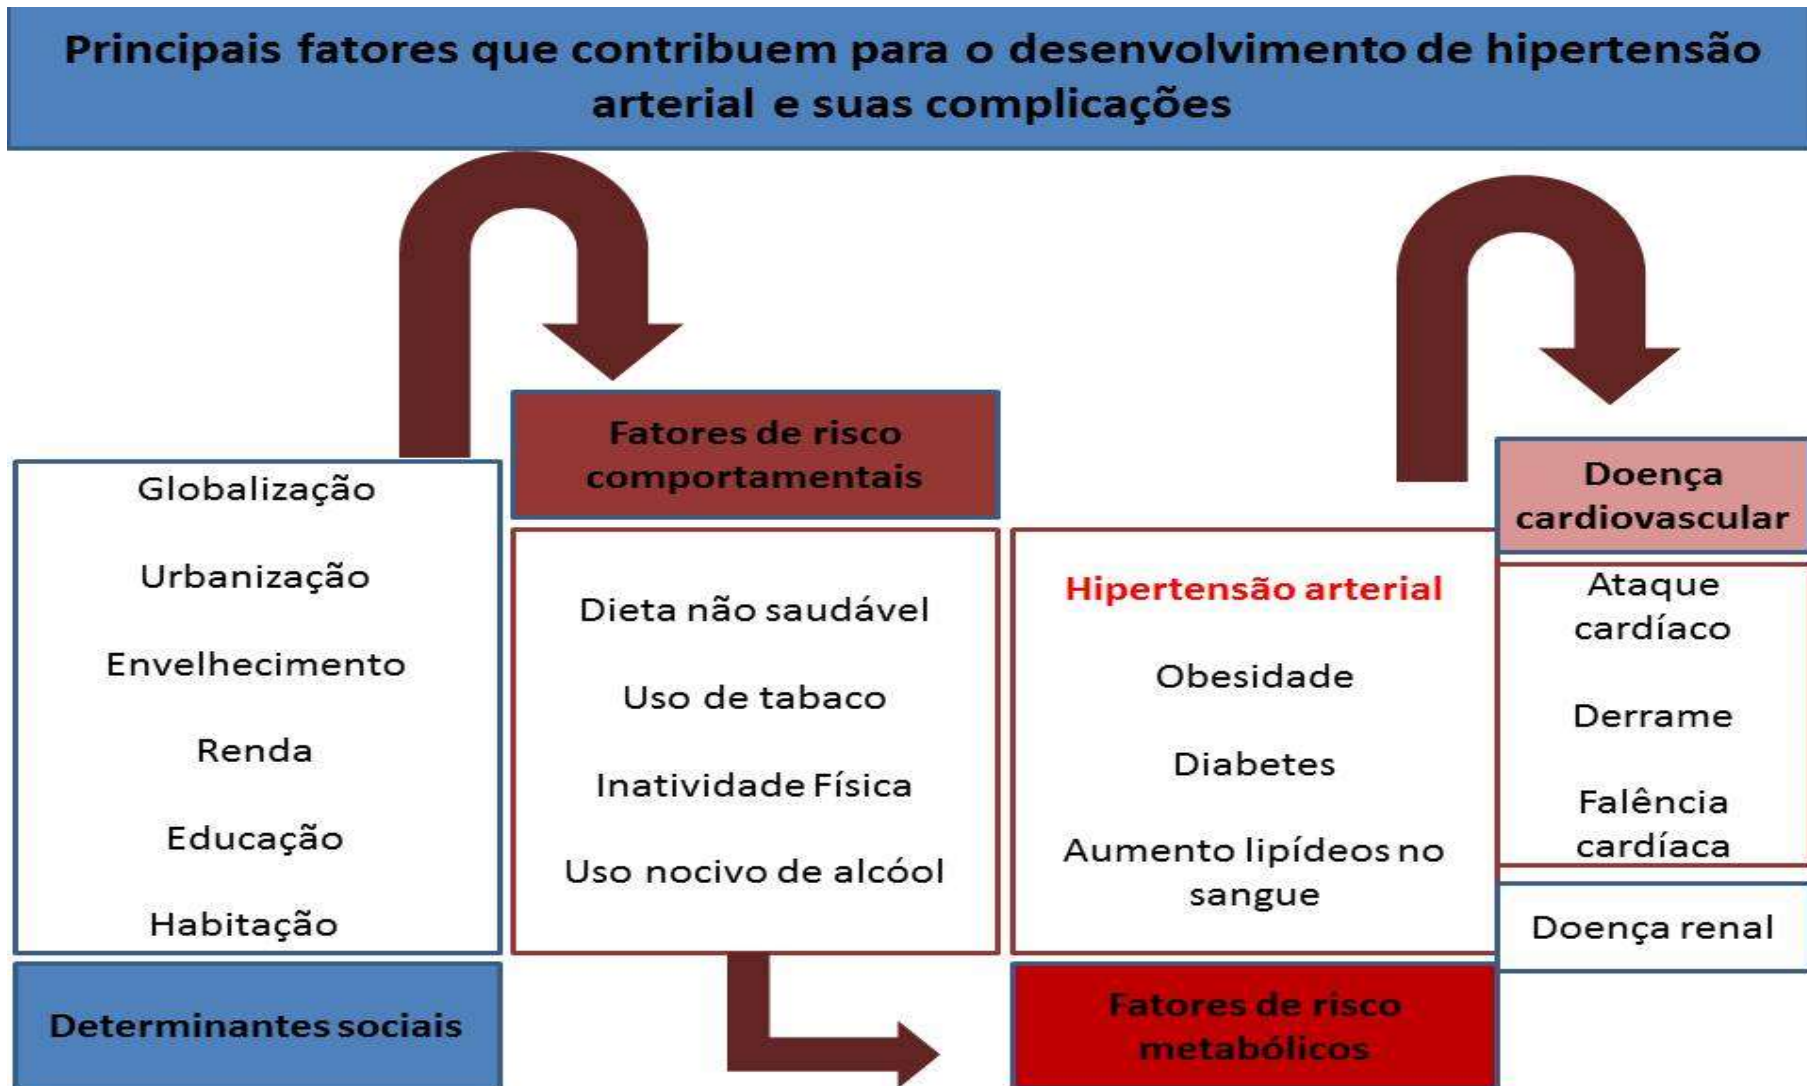 Principais fatores que contribuem para o desenvolvimento de hipertensão
arterial e suas complicações
Globalização
Urbanização
Envelhecimento
Renda
Educação
Habitação
Determinantes sociais
Fatores de risco
comportamentais
Dieta não saudável
Uso de tabaco
Inatividade Física
Uso nocivo de alcóol
Hipertensão arterial
Obesidade
Diabetes
Aumento lipídeos no
sangue
Fatores de risco
metabólicos
Doença
cardiovascular
Ataque
cardíaco
Derrame
Falência
cardíaca
Doença renal